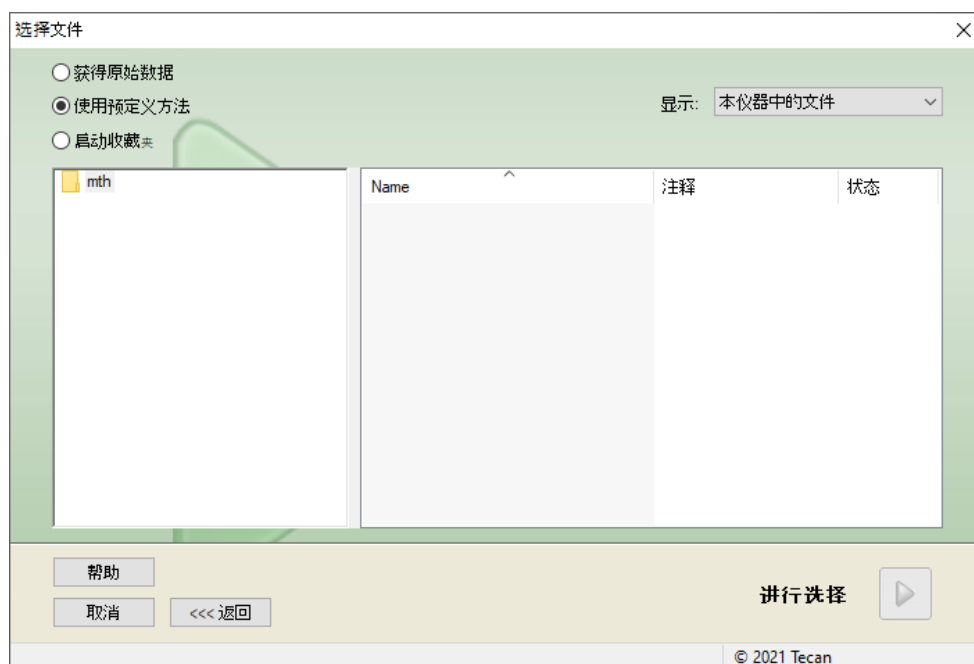 选择文件
获得原始数据
使用预定义方法
显示: 本仪器中的文件
启动收藏夹
mth
Name 注释 状态
帮助
进行选择
取消 <<< 返回
© 2021 Tecan